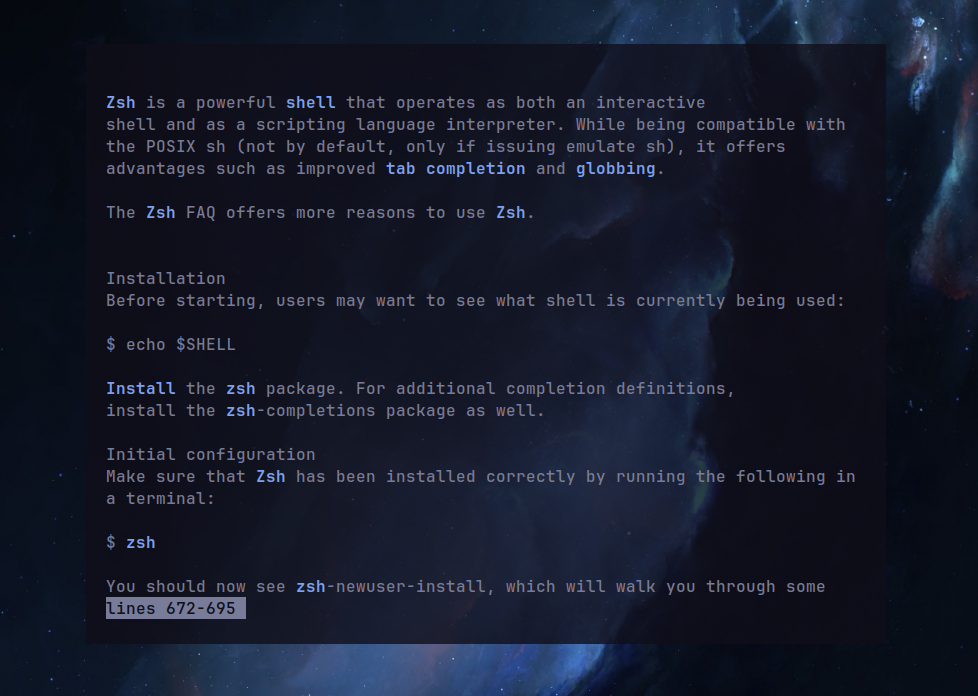 Zsh is a powerful shell that operates as both an interactive
shell and as a scripting language interpreter. While being compatible with
the POSIX sh (not by default, only if issuing emulate sh), it offers
advantages such as improved tab completion and globbing.
The Zsh FAQ offers more reasons to use Zsh.
Installation
Before starting, users may want to see what shell is currently being used:
$ echo $SHELL
Install the zsh package. For additional completion definitions,
install the zsh-completions package as well.
Initial configuration
Make sure that Zsh has been installed correctly by running the following in
a terminal:
$ zsh
You should now see zsh-newuser-install, which will walk you through some
lines 672-695